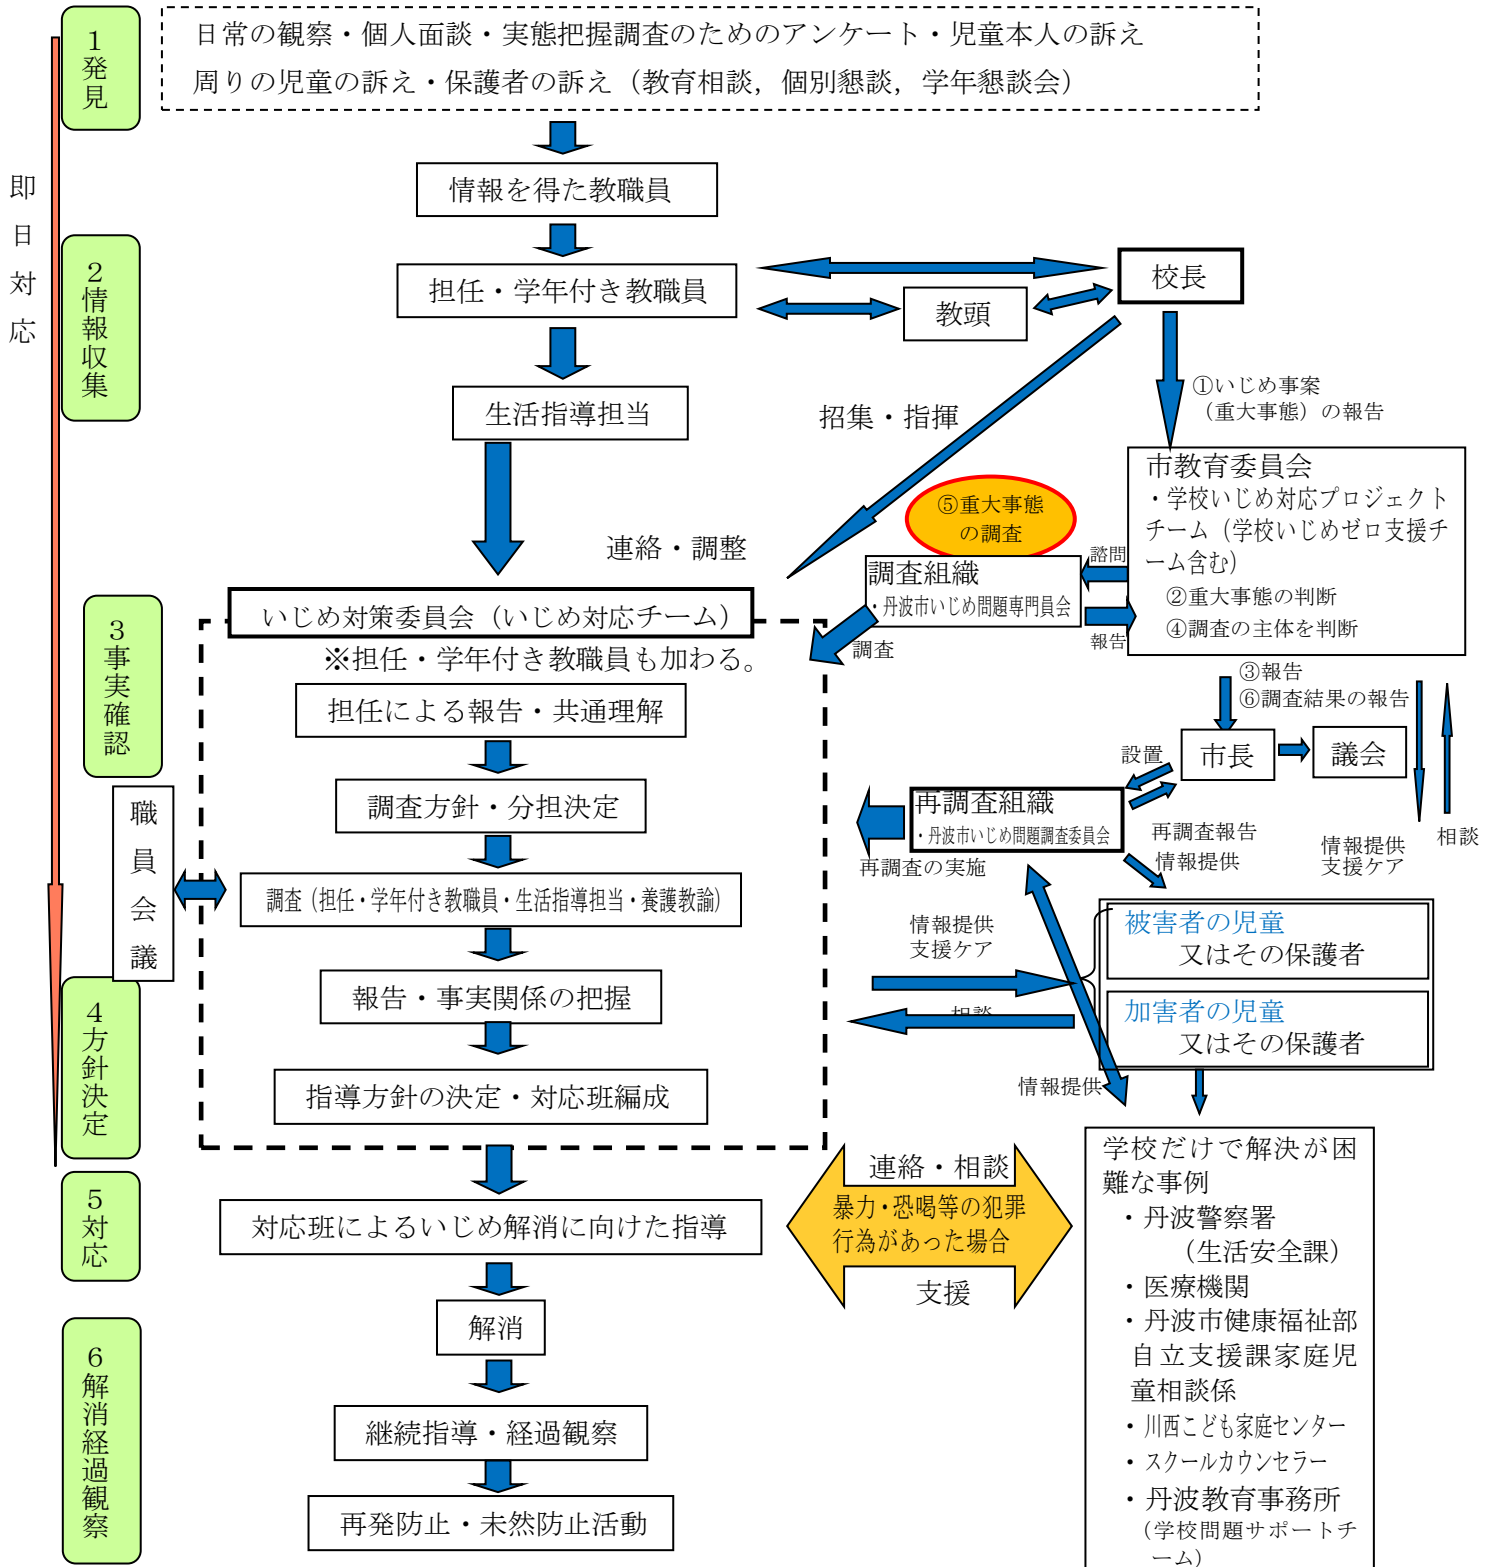 1発見
日常の観察・個人面談・実態把握調査のためのアンケート・児童本人の訴え
周りの児童の訴え・保護者の訴え（教育相談，個別懇談，学年懇談会）
即日対応
情報を得た教職員
2情報収集
担任・学年付き教職員
校長
教頭
生活指導担当
招集・指揮
①いじめ事案
（重大事態）の報告
連絡・調整
⑤重大事態
の調査
市教育委員会
・学校いじめ対応プロジェクト
チーム（学校いじめゼロ支援チ
ーム含む）
②重大事態の判断
④調査の主体を判断
諮問
報告
調査組織
・丹波市いじめ問題専門員会
調査
3事実確認
いじめ対策委員会（いじめ対応チーム）
※担任・学年付き教職員も加わる。
担任による報告・共通理解
③報告
⑥調査結果の報告
設置
市長
議会
調査方針・分担決定
再調査組織
・丹波市いじめ問題調査委員会
再調査の実施
再調査報告
情報提供
情報提供
支援ケア
相談
職員会議
調査（担任・学年付き教職員・生活指導担当・養護教諭）
情報提供
支援ケア
被害者の児童
又はその保護者
報告・事実関係の把握
相談
加害者の児童
又はその保護者
4方針決定
指導方針の決定・対応班編成
情報提供
5対応
対応班によるいじめ解消に向けた指導
連絡・相談
暴力・恐喝等の犯罪
行為があった場合
支援
学校だけで解決が困
難な事例
・丹波警察署
（生活安全課）
・医療機関
・丹波市健康福祉部
自立支援課家庭児
童相談係
・川西こども家庭センター
・スクールカウンセラー
・丹波教育事務所
（学校問題サポートチ
ーム）
解消
6解消経過観察
継続指導・経過観察
再発防止・未然防止活動